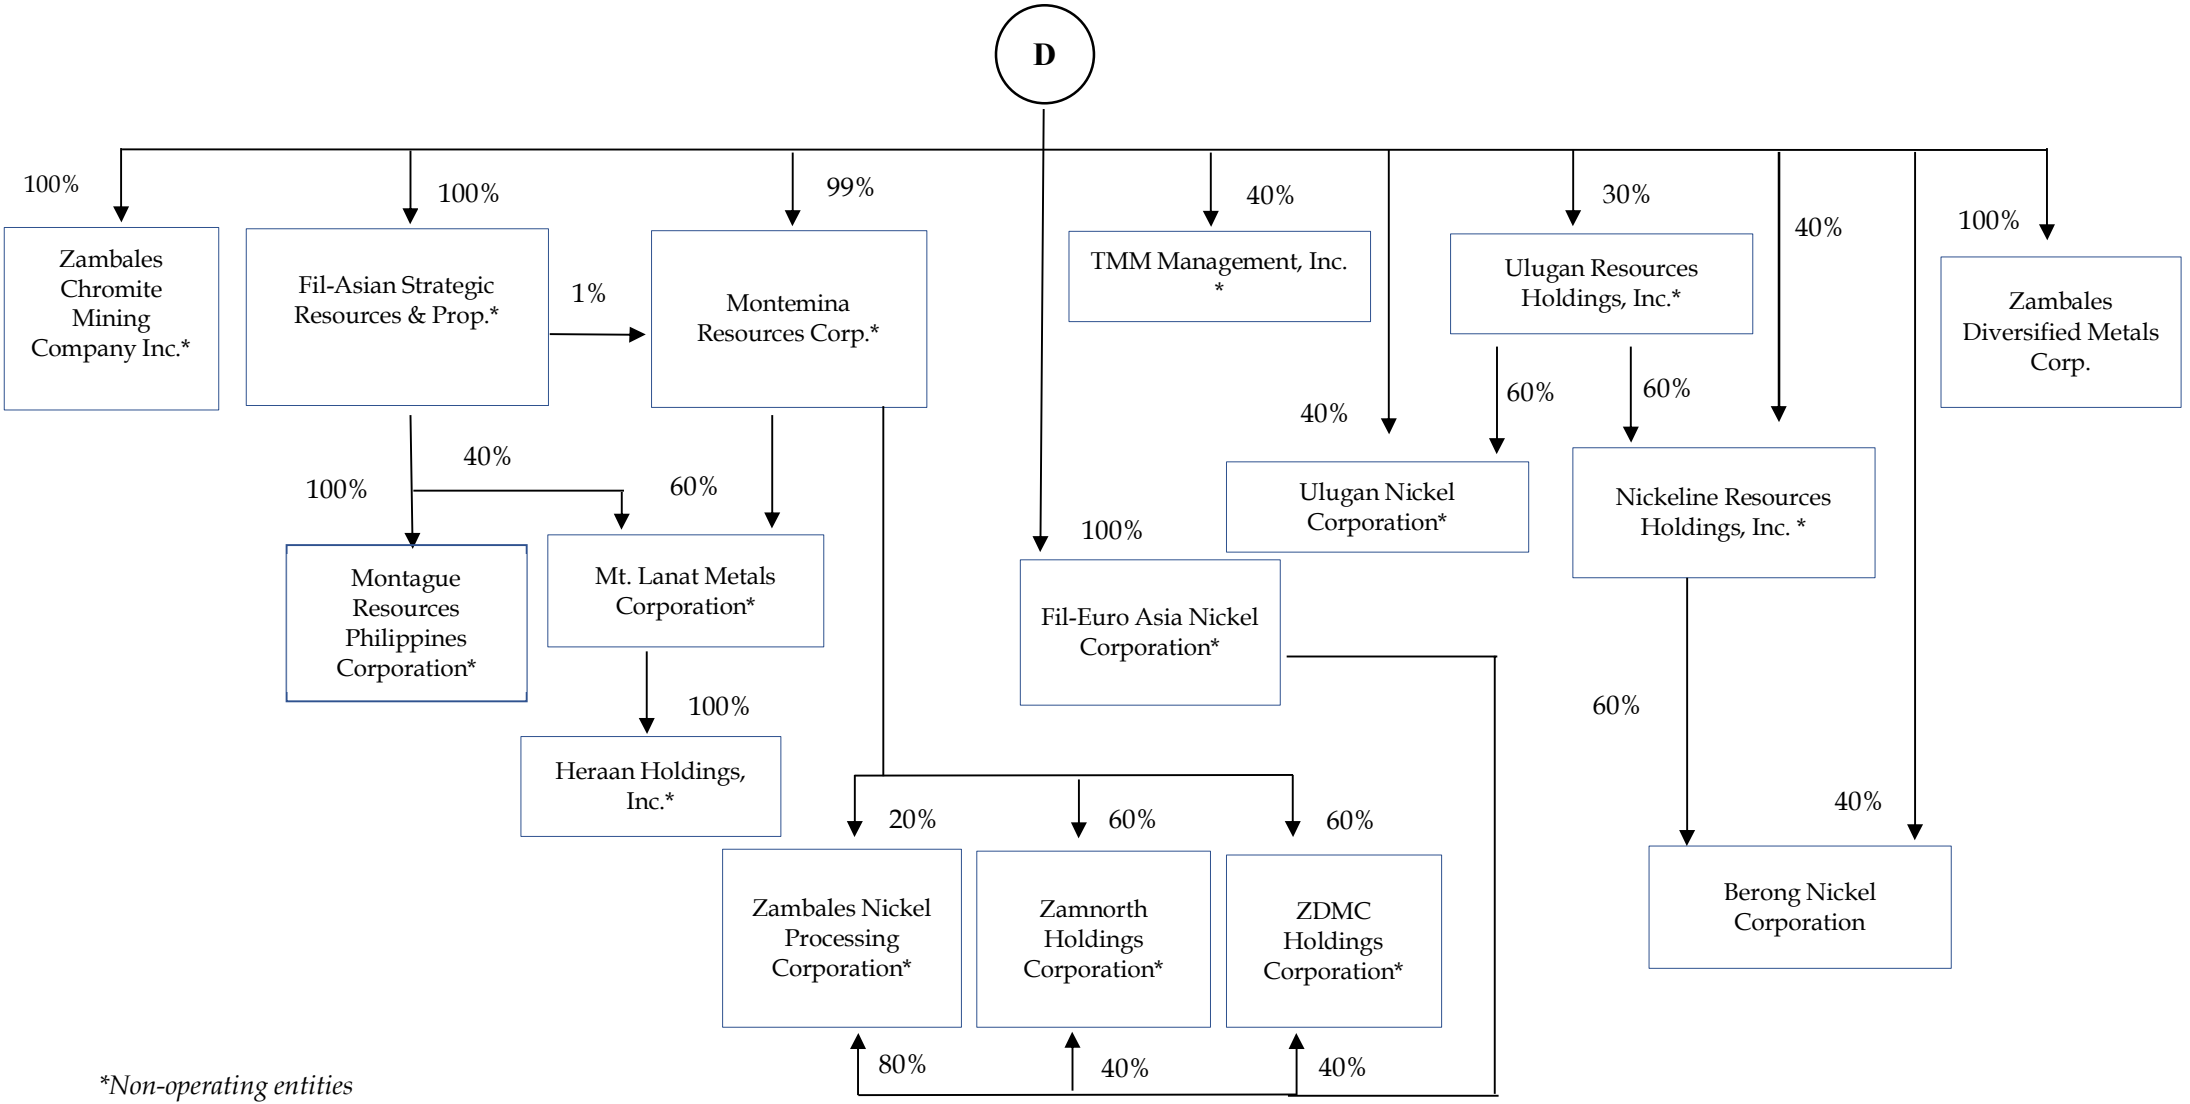 D
100%
100%
99%
40%
30%
40%
100%
Zambales
Chromite
Mining
Company Inc.*
Fil-Asian Strategic
Resources & Prop.*
1%
Montemina
Resources Corp.*
TMM Management, Inc.
*
Ulugan Resources
Holdings, Inc.*
Zambales
Diversified Metals
Corp.
40%
60%
60%
100%
40%
60%
100%
Ulugan Nickel
Corporation*
Nickeline Resources
Holdings, Inc. *
Montague
Resources
Philippines
Corporation*
Mt. Lanat Metals
Corporation*
Fil-Euro Asia Nickel
Corporation*
100%
60%
Heraan Holdings,
Inc.*
20%
60%
60%
40%
Zambales Nickel
Processing
Corporation*
Zamnorth
Holdings
Corporation*
ZDMC
Holdings
Corporation*
Berong Nickel
Corporation
80%
40%
40%
*Non-operating entities